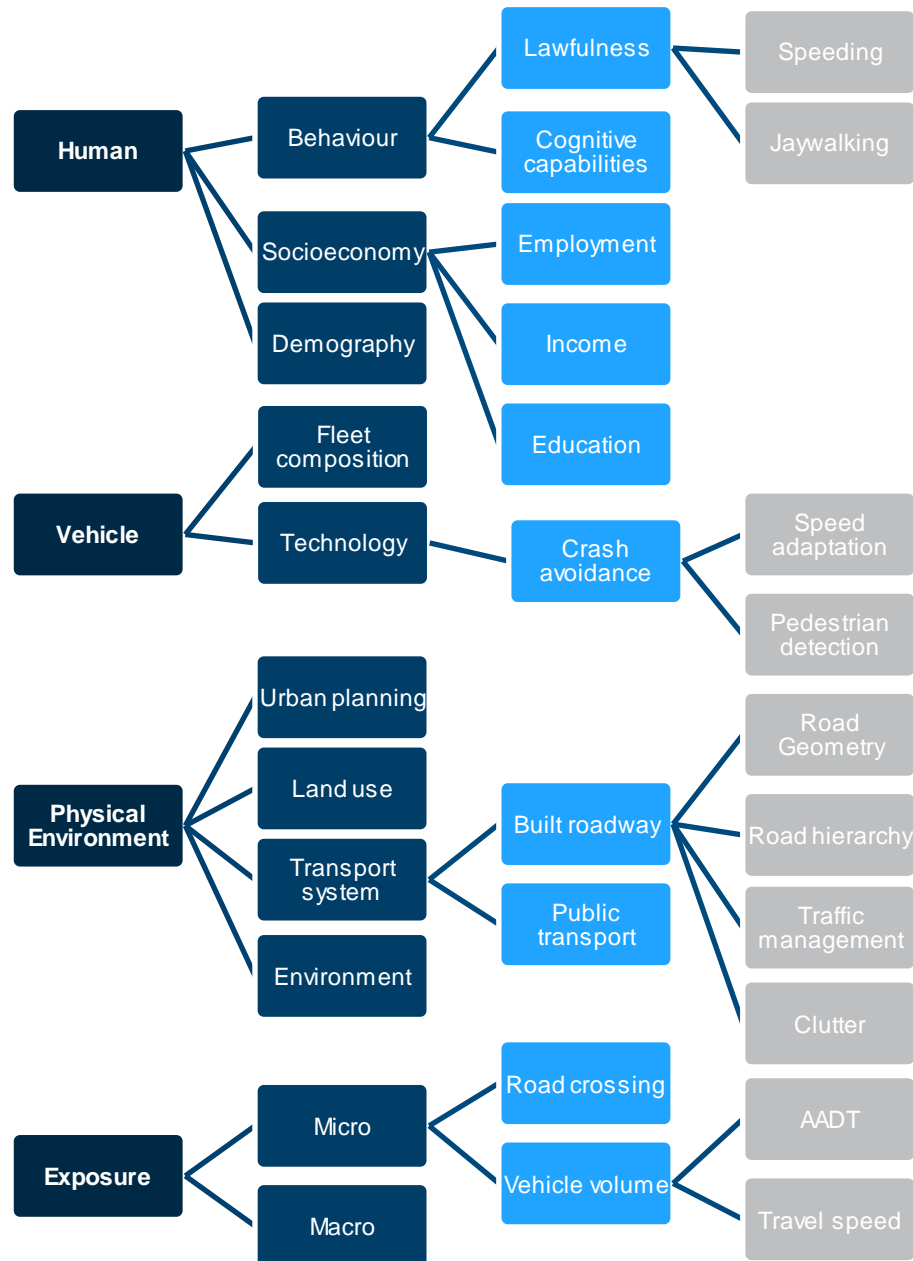 Human
Behaviour
Lawfulness
Speeding
Jaywalking
Cognitive
capabilities
Socioeconomy
Employment
Income
Education
Demography
Vehicle
Fleet
composition
Technology
Crash
avoidance
Speed
adaptation
Pedestrian
detection
Physical
Environment
Urban planning
Land use
Transport
system
Built roadway
Road
Geometry
Road hierarchy
Traffic
management
Clutter
Public
transport
Environment
Exposure
Micro
Road crossing
Vehicle volume
AADT
Travel speed
Macro